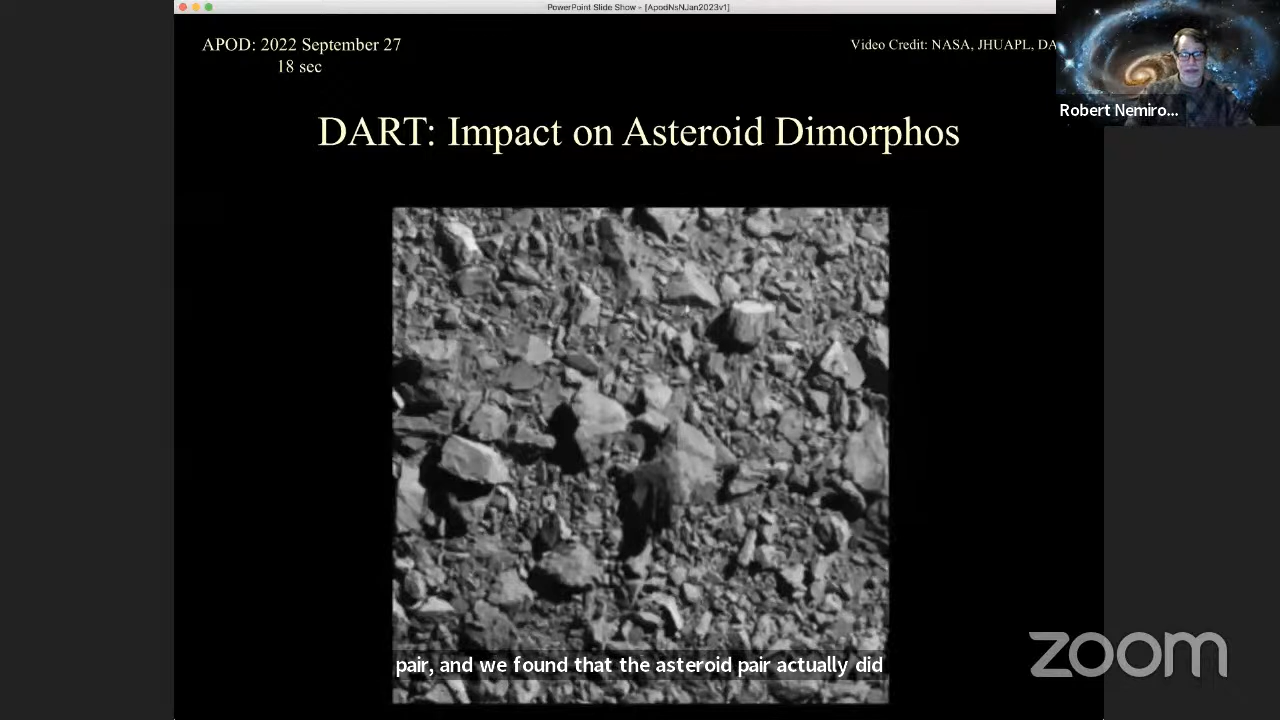 PowerPoint Slide Show - [ApodNsNJan2023v1]
APOD: 2022 September 27
18 sec
Video Credit: NASA, JHUAPL, DA
Robert Nemiro...
DART: Impact on Asteroid Dimorphos
pair, and we found that the asteroid pair actually did
zoom